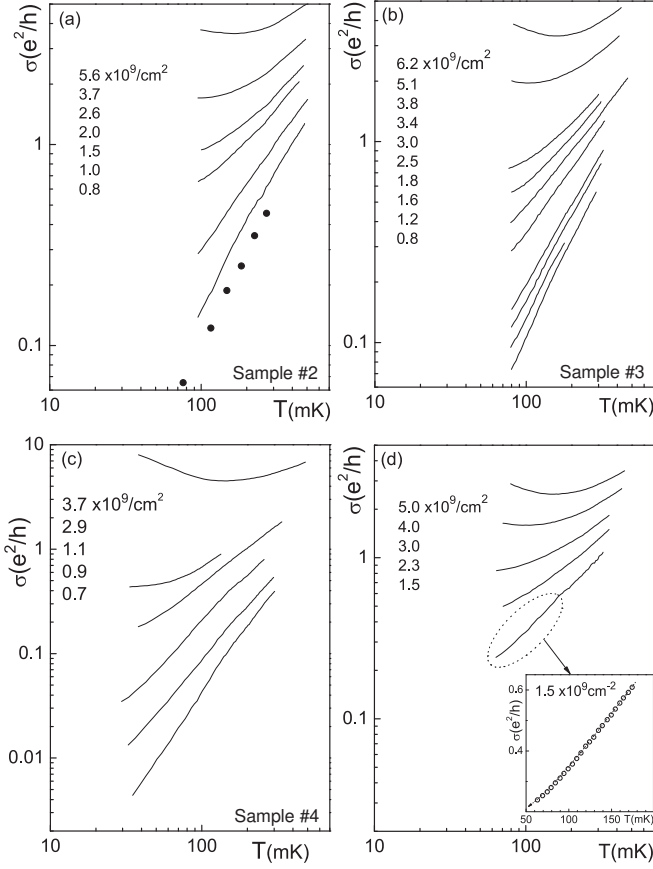 (a)
σ(e²/h)
5.6 x10⁹/cm²
3.7
2.6
2.0
1.5
1.0
0.8
1
0.1
10
100
Sample #2
T(mK)
(b)
σ(e²/h)
6.2 x10⁹/cm²
5.1
3.8
3.4
3.0
2.5
1.8
1.6
1.2
0.8
1
0.1
10
100
Sample #3
T(mK)
(c)
σ(e²/h)
10
3.7 x10⁹/cm²
2.9
1.1
0.9
0.7
1
0.1
0.01
10
100
Sample #4
T(mK)
(d)
σ(e²/h)
5.0 x10⁹/cm²
4.0
3.0
2.3
1.5
1
0.1
10
100
T(mK)
1.5 x10⁹cm⁻²
σ(e²/h)
0.6
0.4
50
100
150
T(mK)